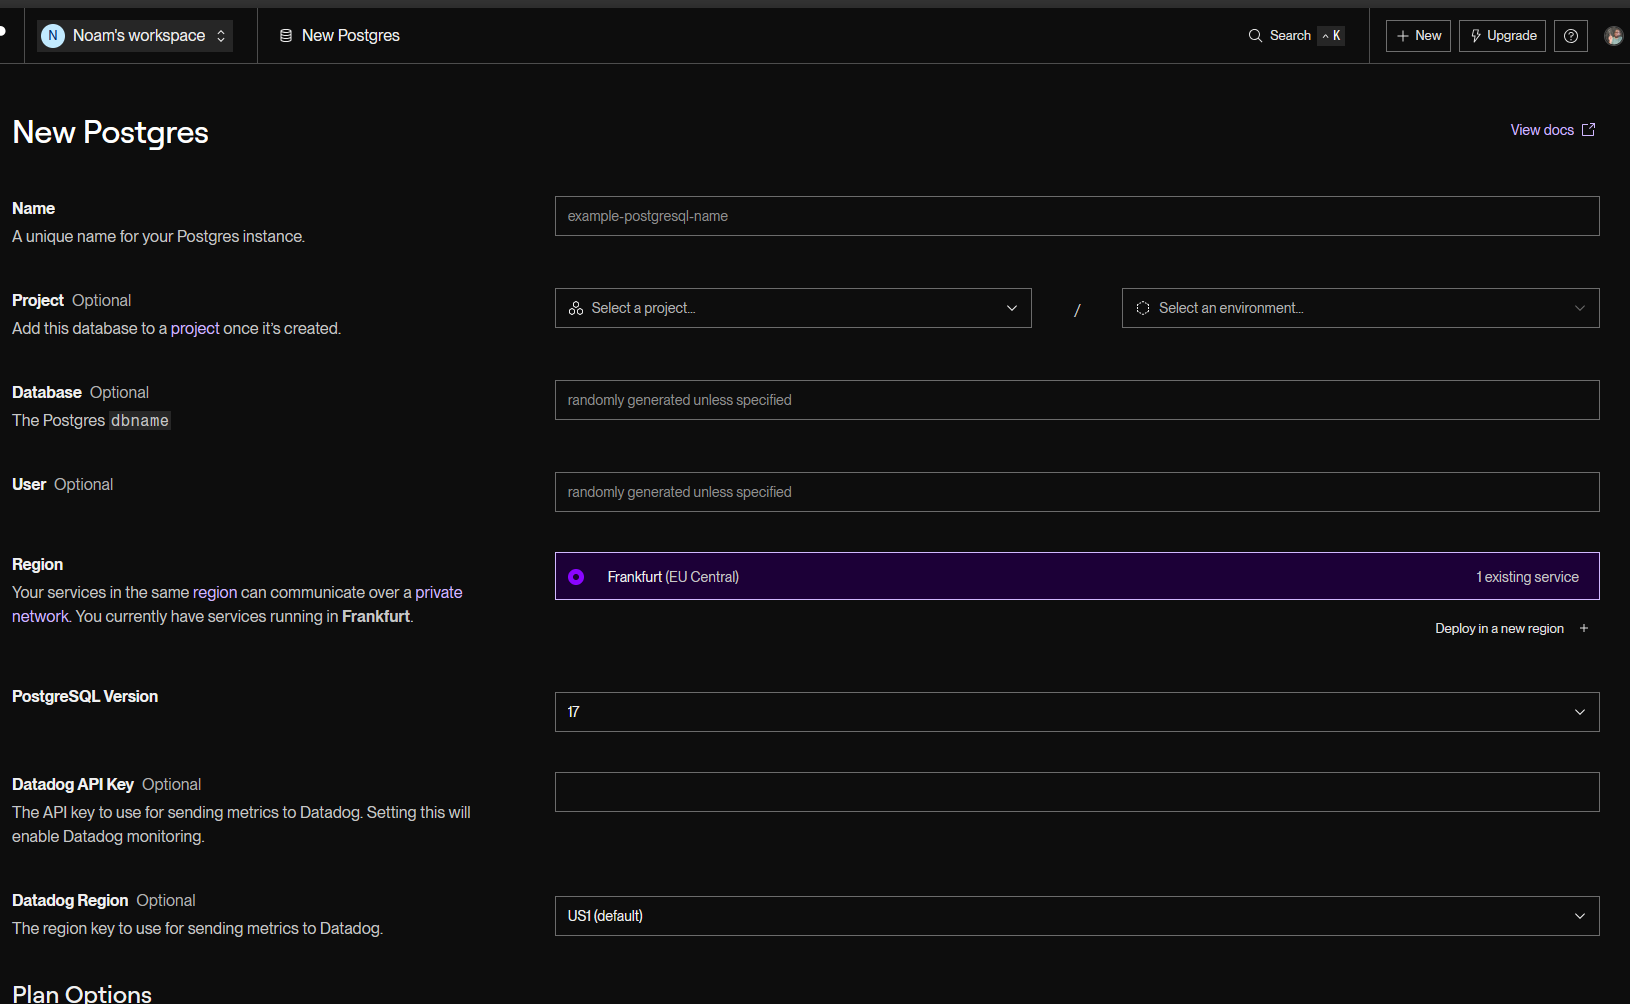 N Noam's workspace
New Postgres
Search
^ K
+ New
Upgrade
New Postgres
View docs
Name
A unique name for your Postgres instance.
example-postgresql-name
Project Optional
Add this database to a project once it's created.
Select a project...
/
Select an environment...
Database Optional
The Postgres dbname
randomly generated unless specified
User Optional
randomly generated unless specified
Region
Your services in the same region can communicate over a private
network. You currently have services running in Frankfurt.
Frankfurt (EU Central)
1 existing service
Deploy in a new region +
PostgreSQL Version
17
Datadog API Key Optional
The API key to use for sending metrics to Datadog. Setting this will
enable Datadog monitoring.
Datadog Region Optional
The region key to use for sending metrics to Datadog.
US1 (default)
Plan Options